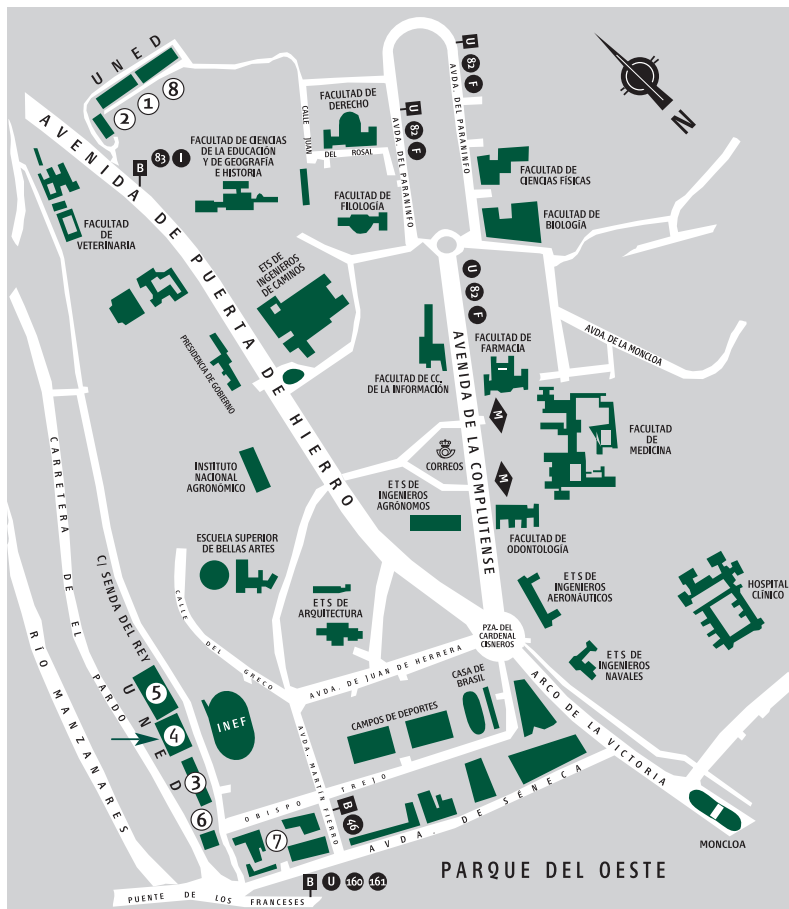 UNED
2
1
8
AVENIDA DE PUERTA DE HIERRO
B 83 I
FACULTAD DE CIENCIAS
DE LA EDUCACIÓN
Y DE GEOGRAFÍA
E HISTORIA
FACULTAD DE
DERECHO
CALLE JUAN
DEL ROSAL
U 82 F
AVDA. DEL PARANINFO
U 82 F
AVDA. DEL PARANINFO
N
FACULTAD DE
CIENCIAS FÍSICAS
FACULTAD DE
BIOLOGÍA
FACULTAD DE
FILOLOGÍA
FACULTAD
DE
VETERINARIA
ETS DE
INGENIEROS
DE CAMINOS
PRESIDENCIA DE GOBIERNO
U 82 F
AVENIDA DE LA COMPLUTENSE
FACULTAD DE
FARMACIA
AVDA. DE LA MONCLOA
FACULTAD DE CC.
DE LA INFORMACIÓN
M
FACULTAD
DE
MEDICINA
CORREOS
M
INSTITUTO
NACIONAL
AGRONÓMICO
ETS DE
INGENIEROS
AGRÓNOMOS
FACULTAD DE
ODONTOLOGÍA
CARRETERA DE EL PARDO
ESCUELA SUPERIOR
DE BELLAS ARTES
C/ SENDA DEL REY
CALLE DEL GRECO
ETS DE
ARQUITECTURA
ETS DE
INGENIEROS
AERONÁUTICOS
HOSPITAL
CLÍNICO
PZA. DEL
CARDENAL
CISNEROS
ETS DE
INGENIEROS
NAVALES
RÍO MANZANARES
UNED
5
4
3
6
INEF
AVDA. DE JUAN DE HERRERA
CASA DE
BRASIL
CAMPOS DE DEPORTES
ARCO DE LA VICTORIA
AVDA. MARTÍN FIERRO
OBISPO TREJO
B 46
7
AVDA. DE SÉNECA
MONCLOA
PARQUE DEL OESTE
B U 160 161
PUENTE DE LOS FRANCESES